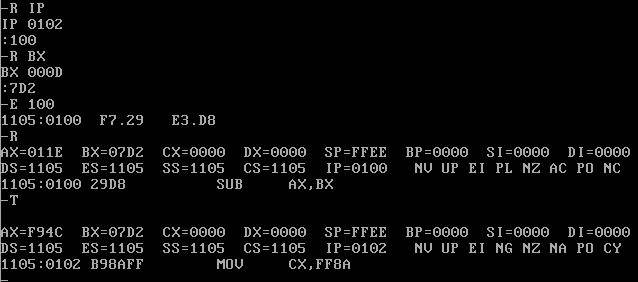 -R IP
IP 0102
:100
-R BX
BX 000D
:7D2
-E 100
1105:0100  F7.29   E3.D8
-R
AX=011E  BX=07D2  CX=0000  DX=0000  SP=FFEE  BP=0000  SI=0000  DI=0000
DS=1105  ES=1105  SS=1105  CS=1105  IP=0100   NV UP EI PL NZ AC PO NC
1105:0100 29D8          SUB     AX,BX
-T
AX=F94C  BX=07D2  CX=0000  DX=0000  SP=FFEE  BP=0000  SI=0000  DI=0000
DS=1105  ES=1105  SS=1105  CS=1105  IP=0102   NV UP EI NG NZ NA PO CY
1105:0102 B98AFF        MOV     CX,FF8A
-